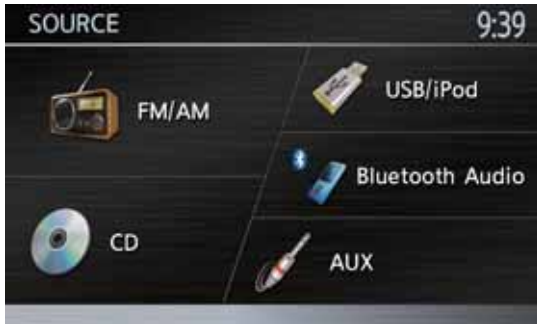 SOURCE
9:39
FM/AM
USB/iPod
Bluetooth Audio
CD
AUX